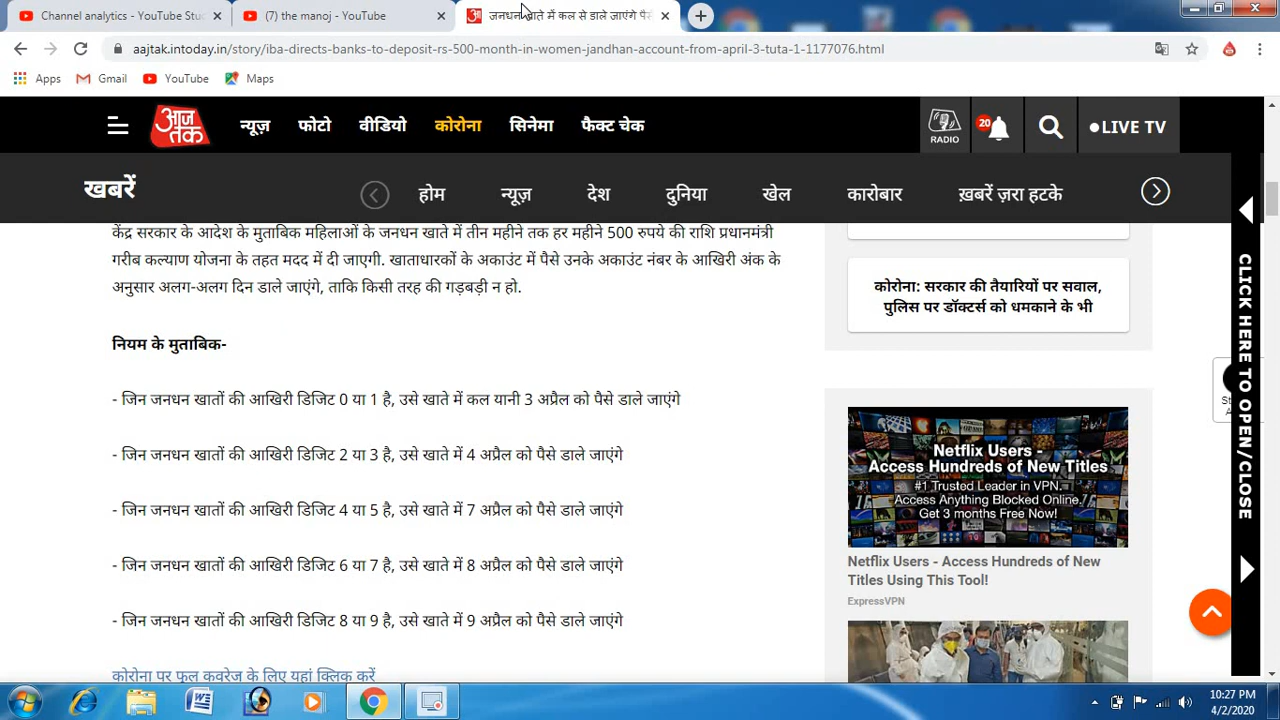 Channel analytics - YouTube Stu
(7) the manoj - YouTube
जनधन खाते में कल से डाले जाएंगे पैस
aajtak.intoday.in/story/iba-directs-banks-to-deposit-rs-500-month-in-women-jandhan-account-from-april-3-tuta-1-1177076.html
Apps Gmail YouTube Maps
आज तक
न्यूज़ फोटो वीडियो कोरोना सिनेमा फैक्ट चेक
RADIO
20
LIVE TV
खबरें
होम न्यूज़ देश दुनिया खेल कारोबार ख़बरें ज़रा हटके
केंद्र सरकार के आदेश के मुताबिक महिलाओं के जनधन खाते में तीन महीने तक हर महीने 500 रुपये की राशि प्रधानमंत्री
गरीब कल्याण योजना के तहत मदद में दी जाएगी. खाताधारकों के अकाउंट में पैसे उनके अकाउंट नंबर के आखिरी अंक के
अनुसार अलग-अलग दिन डाले जाएंगे, ताकि किसी तरह की गड़बड़ी न हो.
नियम के मुताबिक-
- जिन जनधन खातों की आखिरी डिजिट 0 या 1 है, उसे खाते में कल यानी 3 अप्रैल को पैसे डाले जाएंगे
- जिन जनधन खातों की आखिरी डिजिट 2 या 3 है, उसे खाते में 4 अप्रैल को पैसे डाले जाएंगे
- जिन जनधन खातों की आखिरी डिजिट 4 या 5 है, उसे खाते में 7 अप्रैल को पैसे डाले जाएंगे
- जिन जनधन खातों की आखिरी डिजिट 6 या 7 है, उसे खाते में 8 अप्रैल को पैसे डाले जाएंगे
- जिन जनधन खातों की आखिरी डिजिट 8 या 9 है, उसे खाते में 9 अप्रैल को पैसे डाले जाएंगे
कोरोना पर फुल कवरेज के लिए यहां क्लिक करें
कोरोना: सरकार की तैयारियों पर सवाल,
पुलिस पर डॉक्टर्स को धमकाने के भी
Netflix Users -
Access Hundreds of New Titles
#1 Trusted Leader in VPN.
Access Anything Blocked Online.
Get 3 months Free Now!
Netflix Users - Access Hundreds of New
Titles Using This Tool!
ExpressVPN
CLICK HERE TO OPEN/CLOSE
10:27 PM
4/2/2020